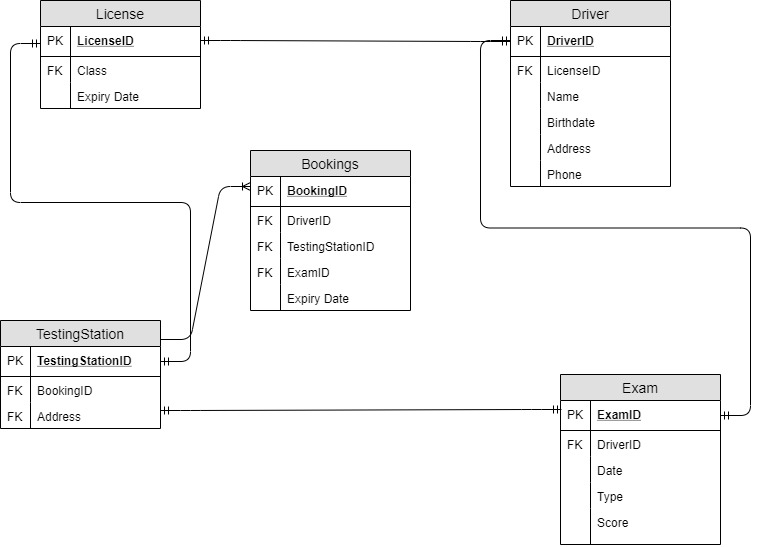 License
PK LicenseID
FK Class
Expiry Date
Driver
PK DriverID
FK LicenseID
Name
Birthdate
Address
Phone
Bookings
PK BookingID
FK DriverID
FK TestingStationID
FK ExamID
Expiry Date
TestingStation
PK TestingStationID
FK BookingID
FK Address
Exam
PK ExamID
FK DriverID
Date
Type
Score